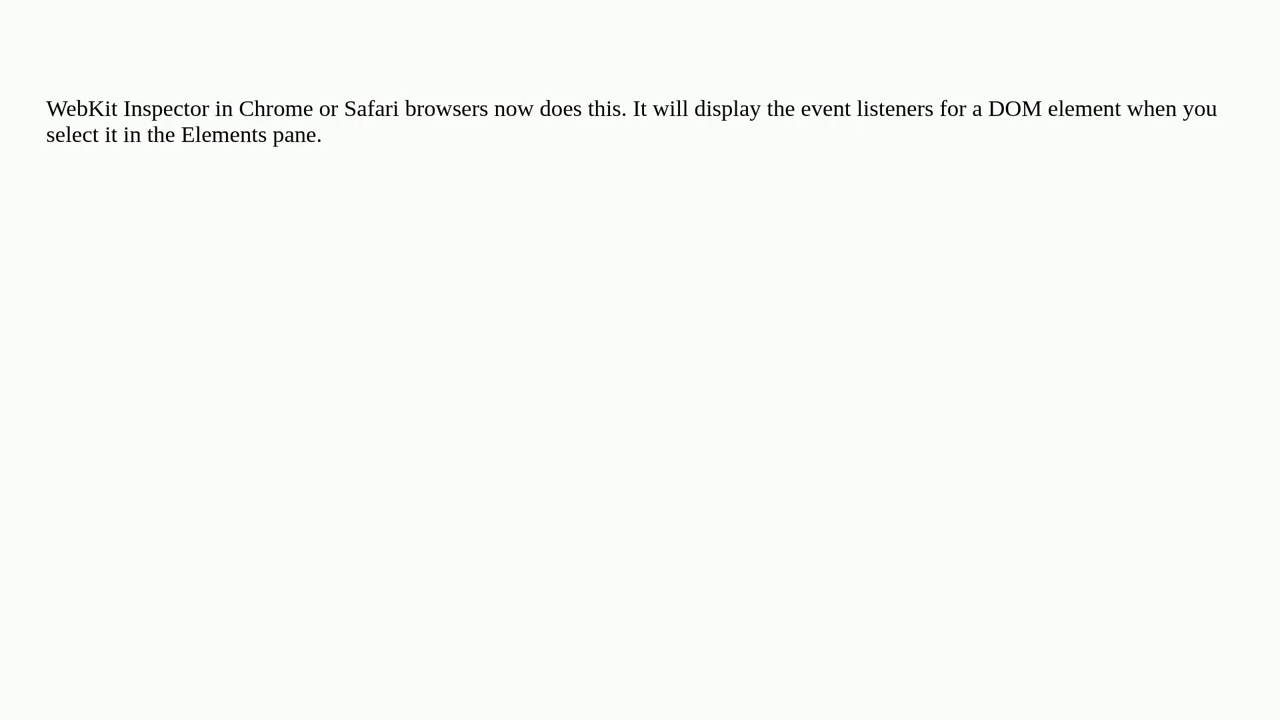 WebKit Inspector in Chrome or Safari browsers now does this. It will display the event listeners for a DOM element when you
select it in the Elements pane.